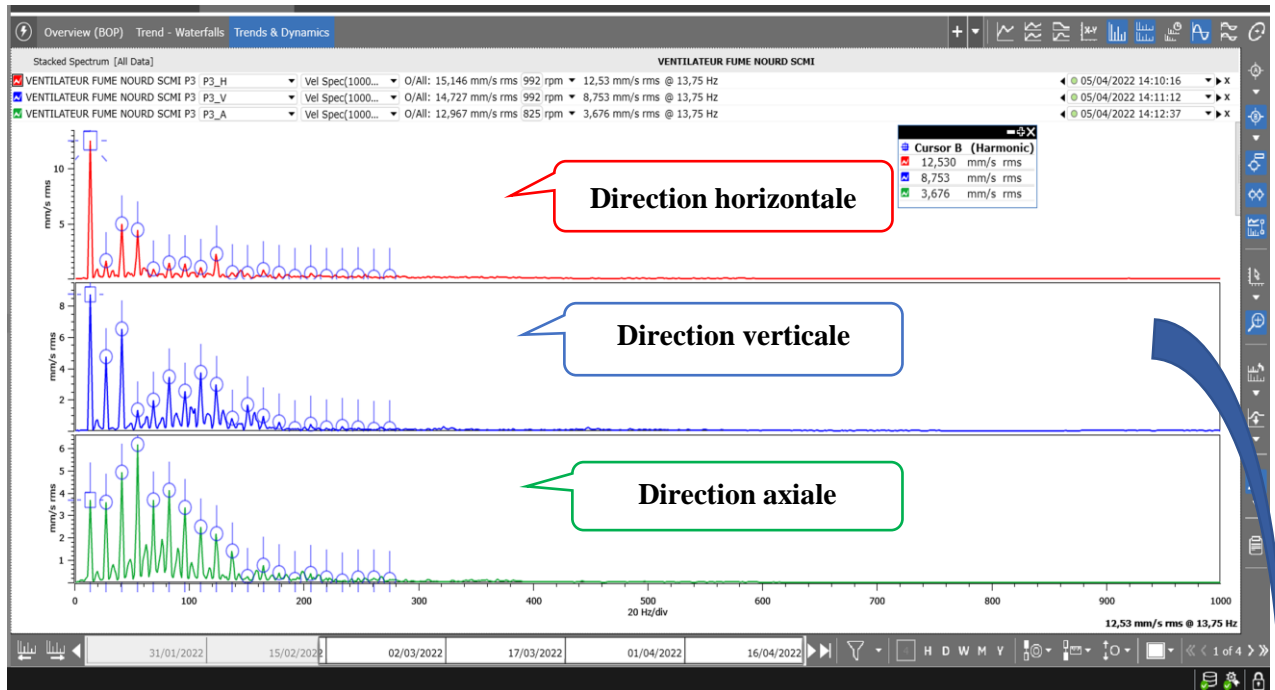 Overview (BOP) Trend - Waterfalls Trends & Dynamics
Stacked Spectrum [All Data] VENTILATEUR FUME NOURD SCMI
VENTILATEUR FUME NOURD SCMI P3 P3_H Vel Spec(1000... O/All: 15,146 mm/s rms 992 rpm 12,53 mm/s rms @ 13,75 Hz 05/04/2022 14:10:16 x
VENTILATEUR FUME NOURD SCMI P3 P3_V Vel Spec(1000... O/All: 14,727 mm/s rms 992 rpm 8,753 mm/s rms @ 13,75 Hz 05/04/2022 14:11:12 x
VENTILATEUR FUME NOURD SCMI P3 P3_A Vel Spec(1000... O/All: 12,967 mm/s rms 825 rpm 3,676 mm/s rms @ 13,75 Hz 05/04/2022 14:12:37 x
Cursor B (Harmonic)
12,530 mm/s rms
8,753 mm/s rms
3,676 mm/s rms
10
5
mm/s rms
Direction horizontale
8
6
4
2
mm/s rms
Direction verticale
6
5
4
3
2
1
mm/s rms
Direction axiale
0 100 200 300 400 500 600 700 800 900 1000
20 Hz/div
12,53 mm/s rms @ 13,75 Hz
31/01/2022 15/02/2022 02/03/2022 17/03/2022 01/04/2022 16/04/2022 H D W M Y 1 of 4